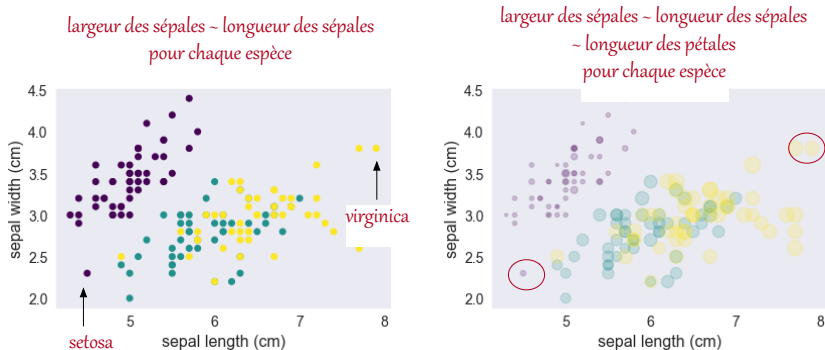 largeur des sépales ~ longueur des sépales
pour chaque espèce
4.5
4.0
3.5
3.0
2.5
2.0
sepal width (cm)
virginica
5
6
7
8
setosa
sepal length (cm)
largeur des sépales ~ longueur des sépales
~ longueur des pétales
pour chaque espèce
4.5
4.0
3.5
3.0
2.5
2.0
sepal width (cm)
5
6
7
8
sepal length (cm)